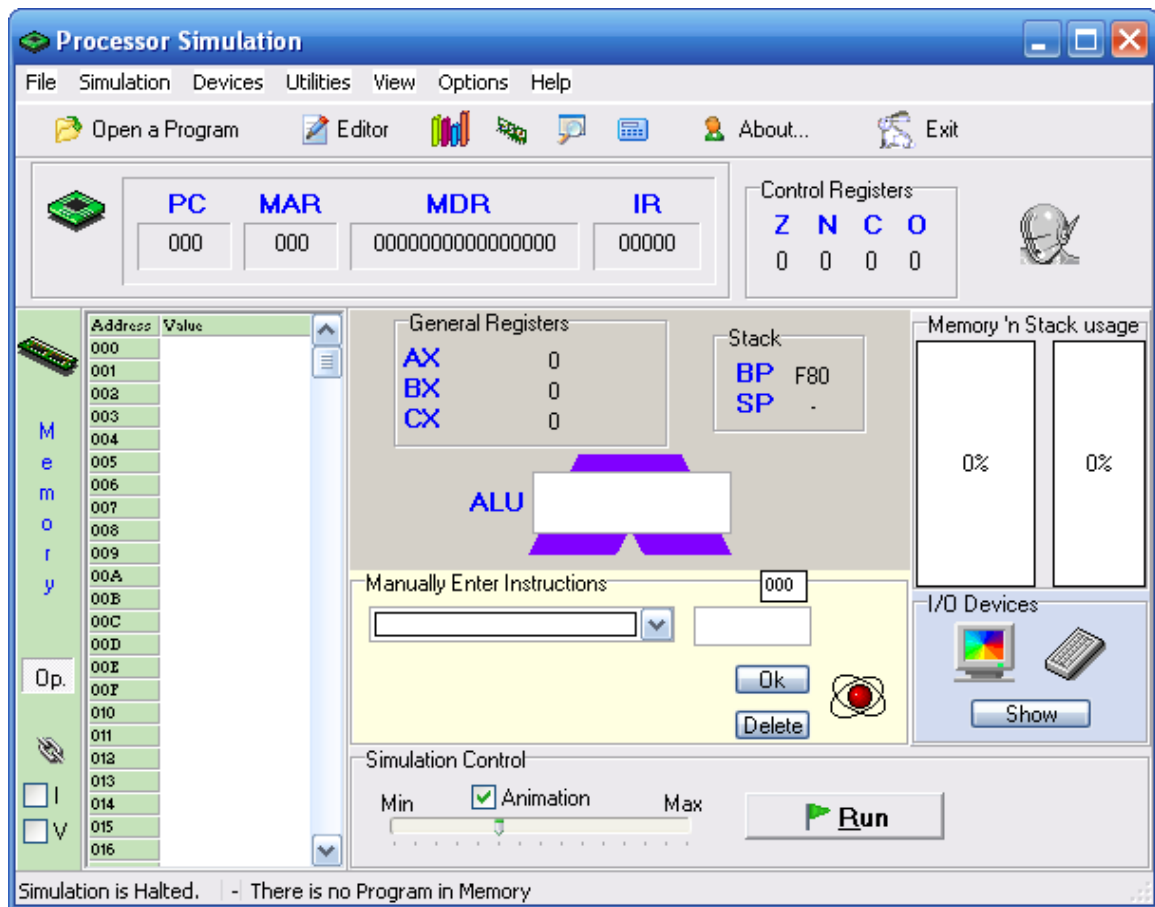 Processor Simulation
File Simulation Devices Utilities View Options Help
Open a Program Editor About... Exit
PC MAR MDR IR
000 000 0000000000000000 00000
Control Registers
Z N C O
0 0 0 0
Memory
Op.
I
V
Address Value
000
001
002
003
004
005
006
007
008
009
00A
00B
00C
00D
00E
00F
010
011
012
013
014
015
016
General Registers
AX 0
BX 0
CX 0
Stack
BP F80
SP -
ALU
Memory 'n Stack usage
0% 0%
Manually Enter Instructions 000
Ok
Delete
I/O Devices
Show
Simulation Control
Min Animation Max
Run
Simulation is Halted. - There is no Program in Memory